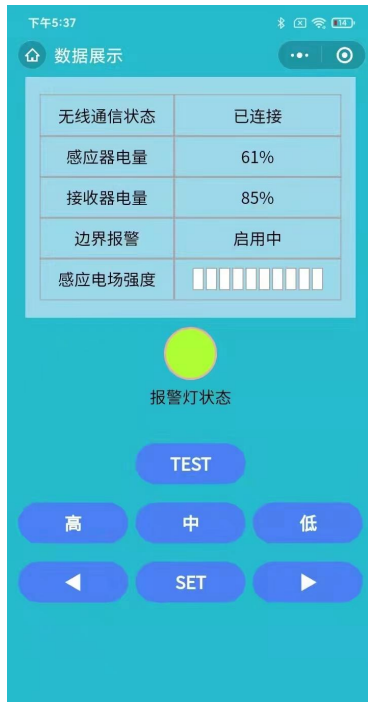 下午5:37
14
数据展示
无线通信状态 已连接
感应器电量 61%
接收器电量 85%
边界报警 启用中
感应电场强度
报警灯状态
TEST
高 中 低
SET